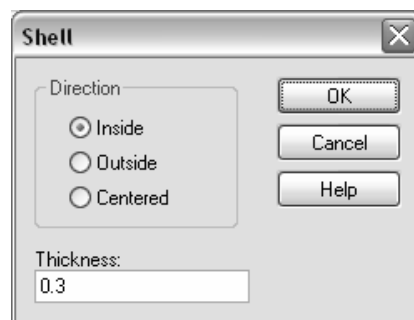 Shell
Direction
Inside
Outside
Centered
OK
Cancel
Help
Thickness:
0.3